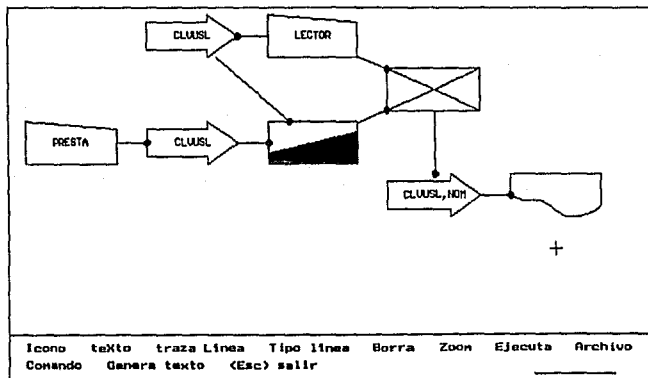 CLVUSL LECTOR
PRESTA CLVUSL
CLVUSL,NOM
Icono teXto traza Linea Tipo linea Borra Zoom Ejecuta Archivo
Comando Genera texto <Esc> salir